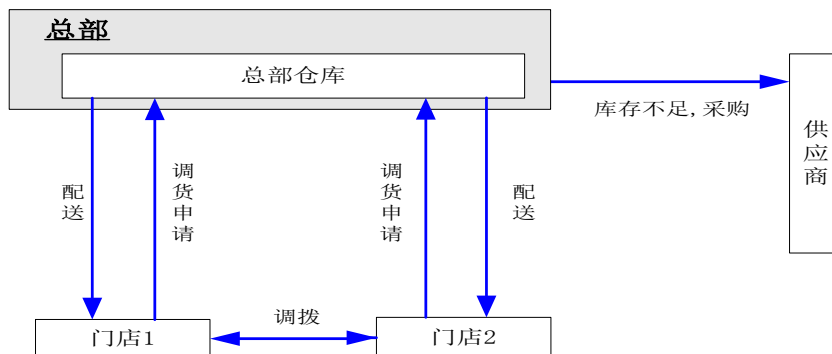 总部
总部仓库
库存不足,采购
供应商
配送
调货申请
调货申请
配送
调拨
门店1
门店2